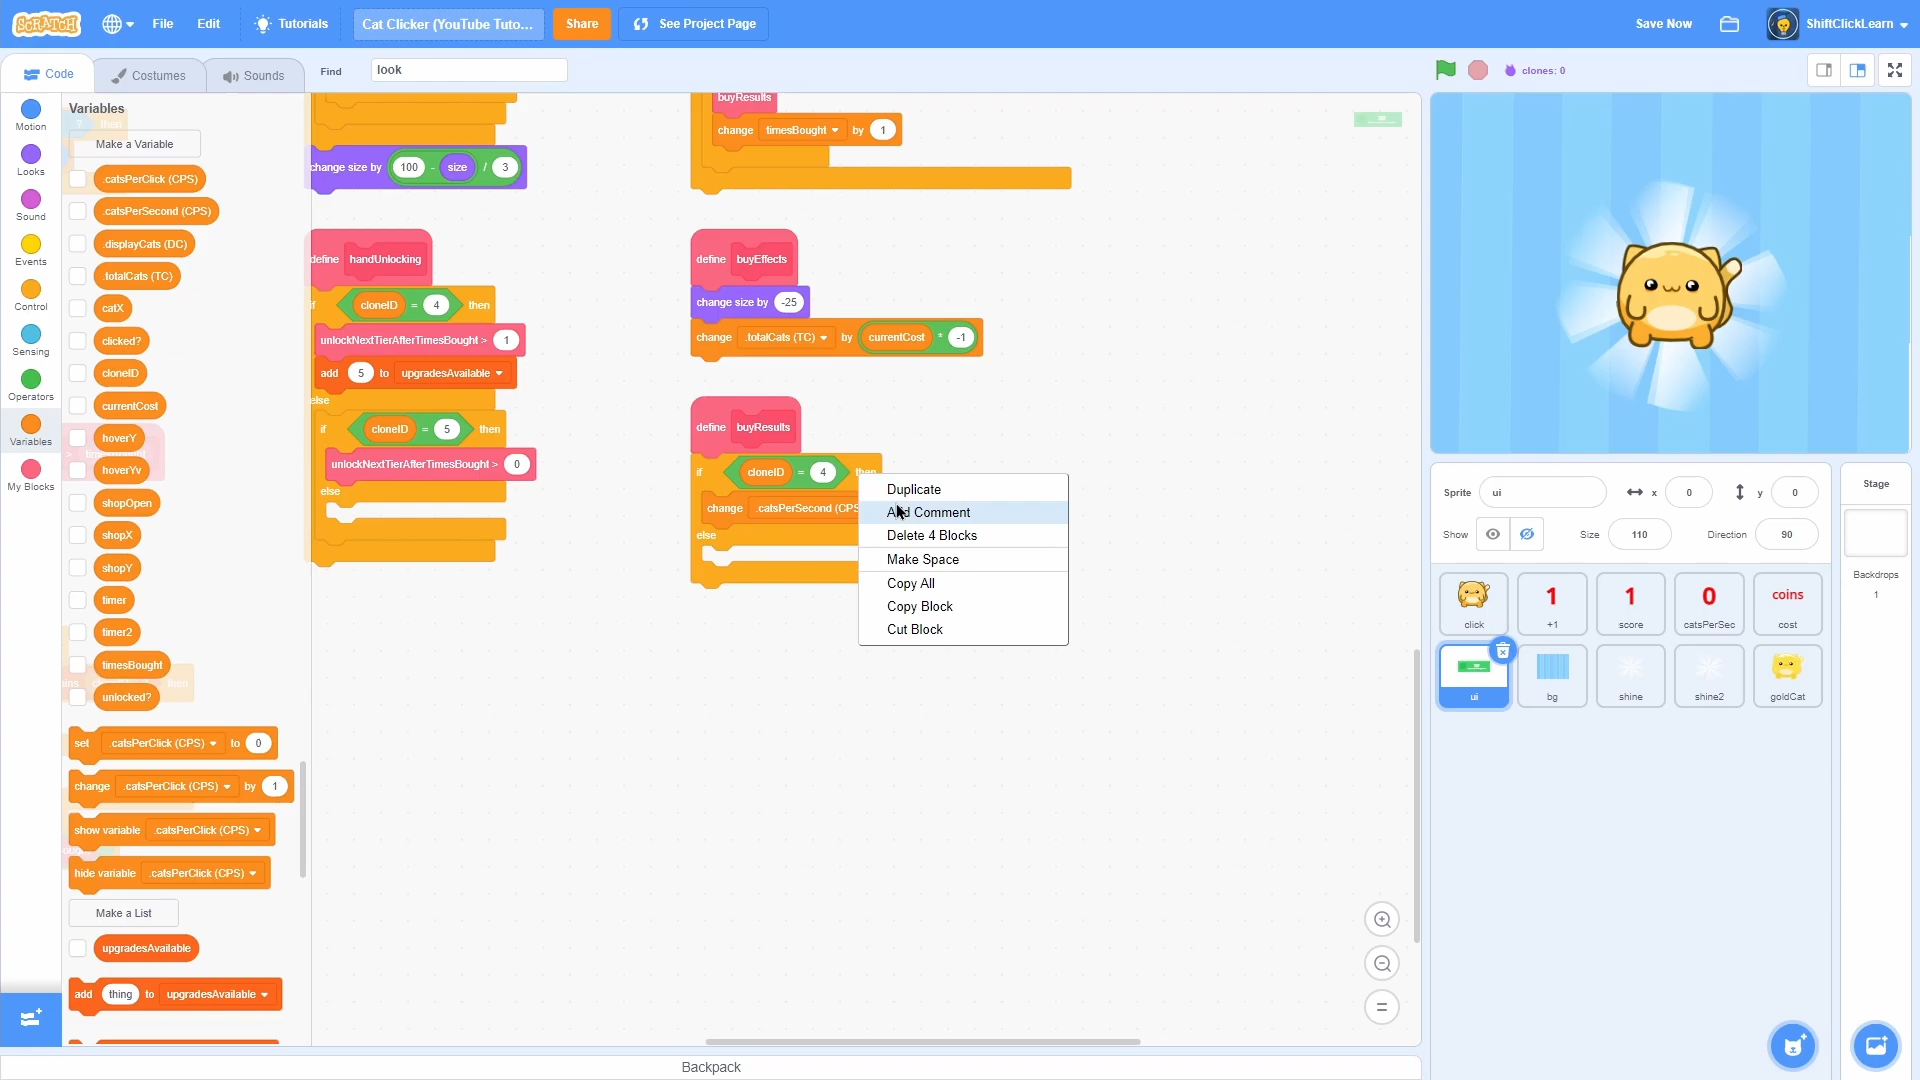 SCRATCH
File
Edit
Tutorials
Cat Clicker (YouTube Tuto...
Share
See Project Page
Save Now
ShiftClickLearn
Code
Costumes
Sounds
Find
look
clones: 0
Motion
Looks
Sound
Events
Control
Sensing
Operators
Variables
My Blocks
Variables
Make a Variable
.catsPerClick (CPS)
.catsPerSecond (CPS)
.displayCats (DC)
.totalCats (TC)
catX
clicked?
cloneID
currentCost
hoverY
hoverYv
shopOpen
shopX
shopY
timer
timer2
timesBought
unlocked?
set .catsPerClick (CPS) to 0
change .catsPerClick (CPS) by 1
show variable .catsPerClick (CPS)
hide variable .catsPerClick (CPS)
Make a List
upgradesAvailable
add thing to upgradesAvailable
change size by 100 - size / 3
define handUnlocking
if cloneID = 4 then
unlockNextTierAfterTimesBought > 1
add 5 to upgradesAvailable
else
if cloneID = 5 then
unlockNextTierAfterTimesBought > 0
else
buyResults
change timesBought by 1
define buyEffects
change size by -25
change .totalCats (TC) by currentCost * -1
define buyResults
if cloneID = 4 then
change .catsPerSecond (CPS
else
Duplicate
Add Comment
Delete 4 Blocks
Make Space
Copy All
Copy Block
Cut Block
Backpack
Sprite ui x 0 y 0
Show Size 110 Direction 90
click
1
+1
1
score
0
catsPerSec
coins
cost
ui
bg
shine
shine2
goldCat
Stage
Backdrops
1